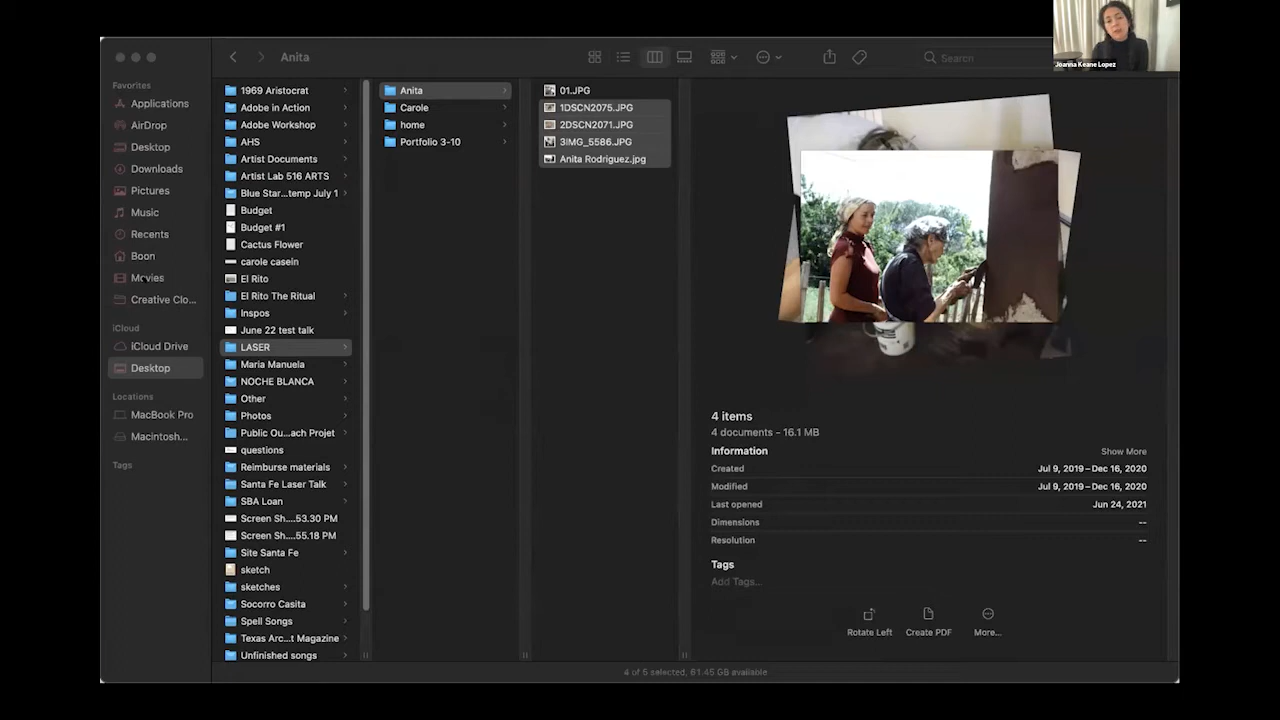 Anita
Search
Joanna Keane Lopez
Favorites
Applications
AirDrop
Desktop
Downloads
Pictures
Music
Recents
Boon
Movies
Creative Clo...
iCloud
iCloud Drive
Desktop
Locations
MacBook Pro
Macintosh...
Tags
1969 Aristocrat
Adobe in Action
Adobe Workshop
AHS
Artist Documents
Artist Lab 516 ARTS
Blue Star...temp July 1
Budget
Budget #1
Cactus Flower
carole casein
El Rito
El Rito The Ritual
Inspos
June 22 test talk
LASER
Maria Manuela
NOCHE BLANCA
Other
Photos
Public Ou...ach Projet
questions
Reimburse materials
Santa Fe Laser Talk
SBA Loan
Screen Sh....53.30 PM
Screen Sh....55.18 PM
Site Santa Fe
sketch
sketches
Socorro Casita
Spell Songs
Texas Arc...t Magazine
Unfinished songs
Anita
Carole
home
Portfolio 3-10
01.JPG
1DSCN2075.JPG
2DSCN2071.JPG
3IMG_5586.JPG
Anita Rodriguez.jpg
4 items
4 documents - 16.1 MB
Information Show More
Created Jul 9, 2019 – Dec 16, 2020
Modified Jul 9, 2019 – Dec 16, 2020
Last opened Jun 24, 2021
Dimensions --
Resolution --
Tags
Add Tags...
Rotate Left Create PDF More...
4 of 5 selected, 61.45 GB available